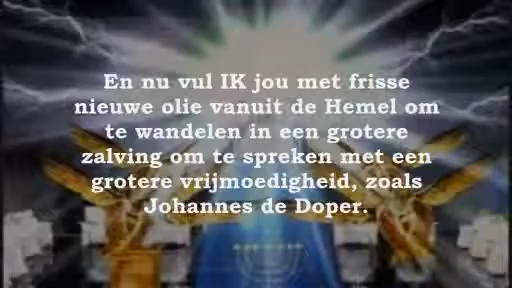 En nu vul IK jou met frisse
nieuwe olie vanuit de Hemel om
te wandelen in een grotere
zalving om te spreken met een
grotere vrijmoedigheid, zoals
Johannes de Doper.